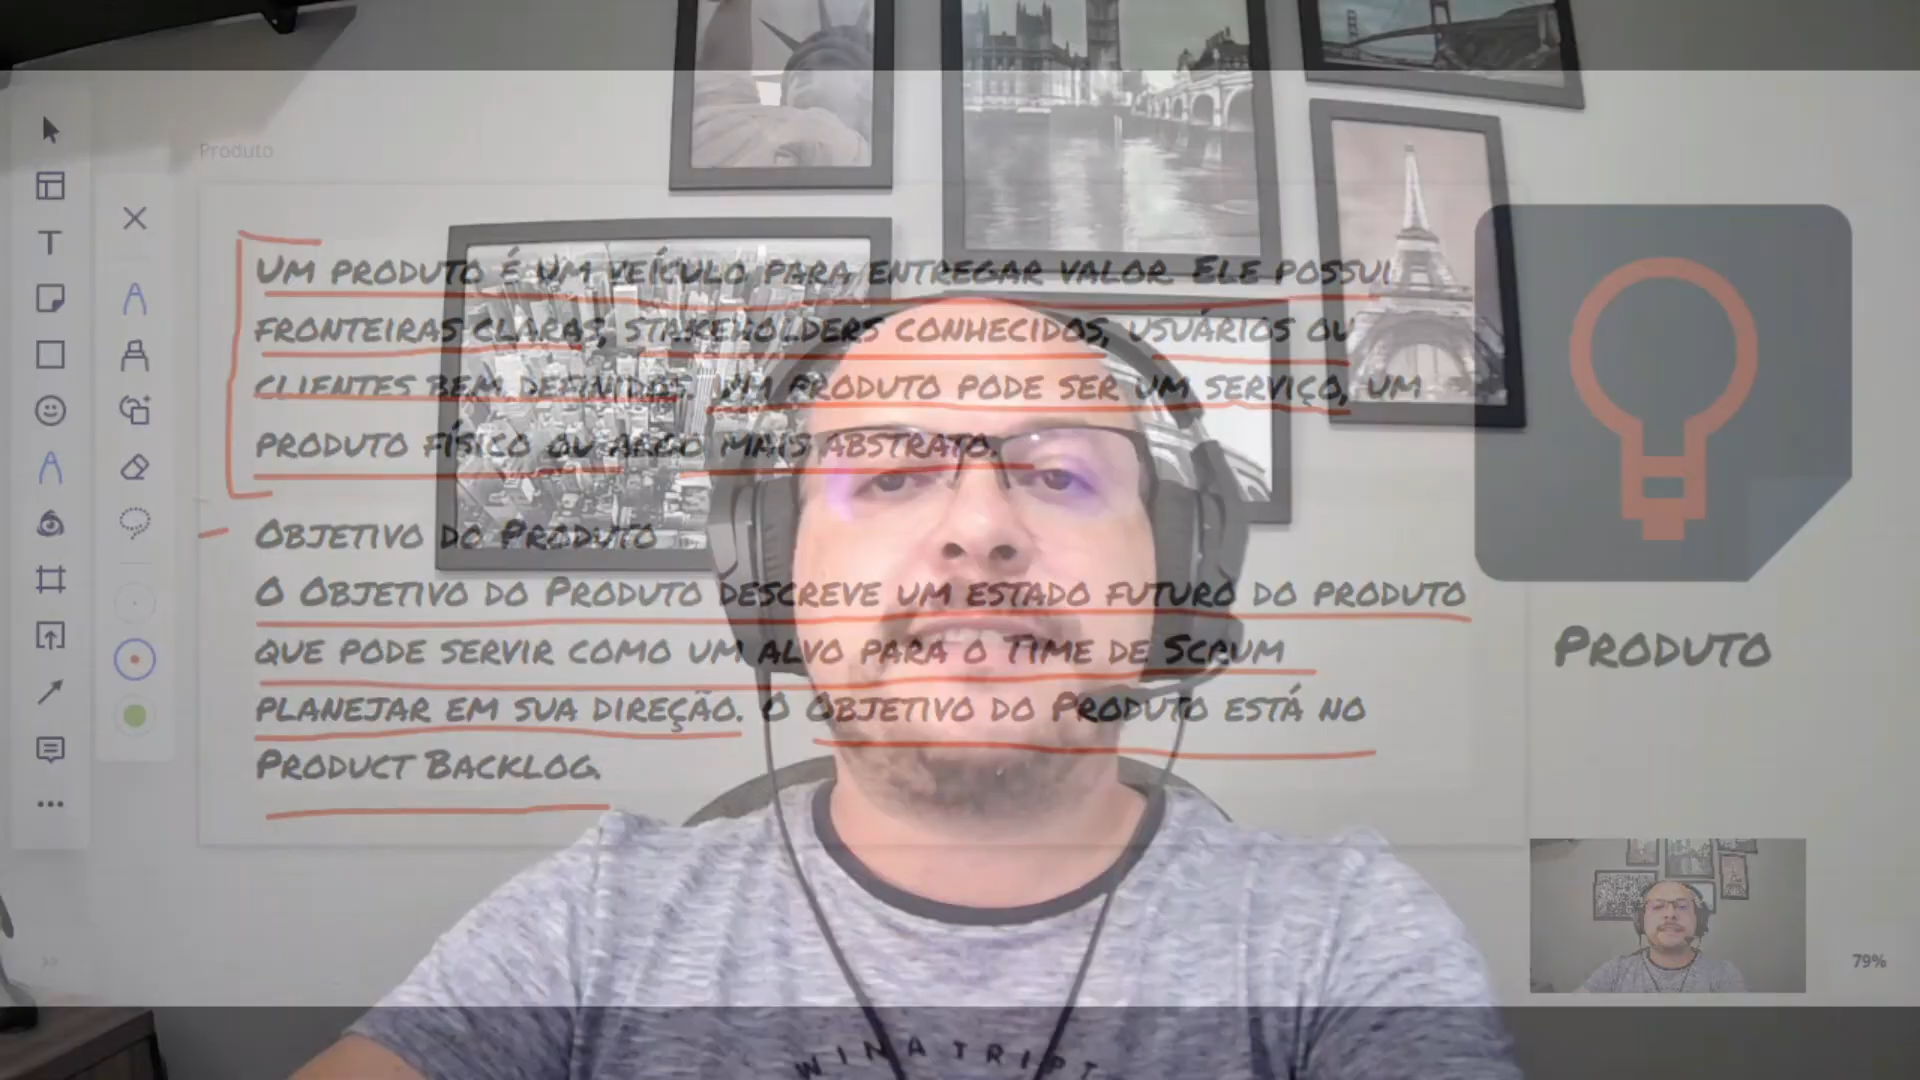 Produto
Um produto é um veículo para entregar valor. Ele possui
fronteiras claras, stakeholders conhecidos, usuários ou
clientes bem definidos. Um produto pode ser um serviço, um
produto físico ou algo mais abstrato.
Objetivo do Produto
O Objetivo do Produto descreve um estado futuro do produto
que pode servir como um alvo para o Time de Scrum
planejar em sua direção. O Objetivo do Produto está no
Product Backlog.
Produto
79%
WINATRIPT